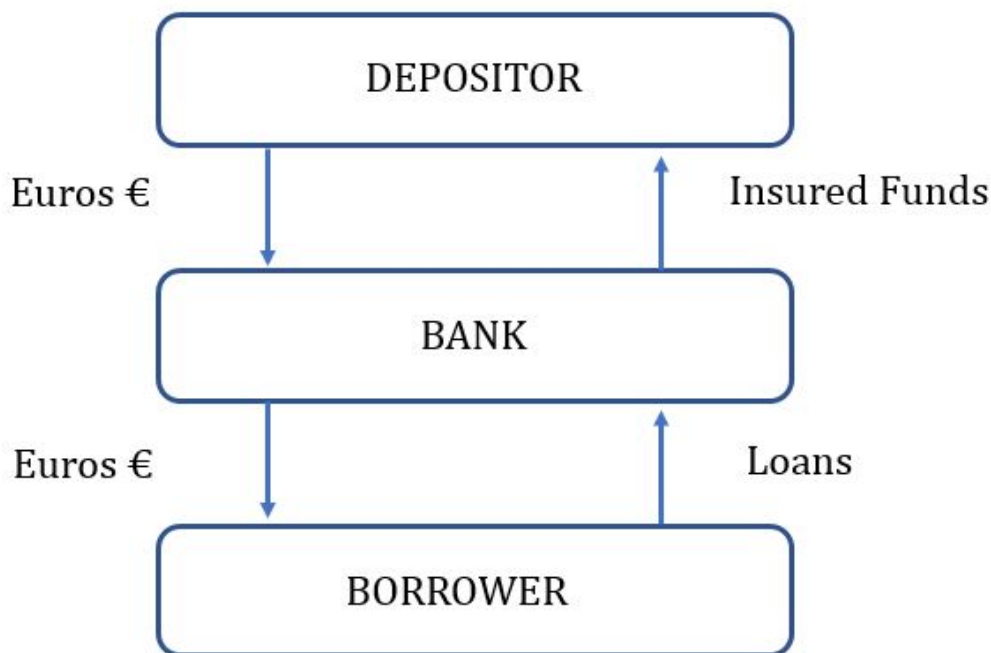 DEPOSITOR
Euros €
Insured Funds
BANK
Euros €
Loans
BORROWER